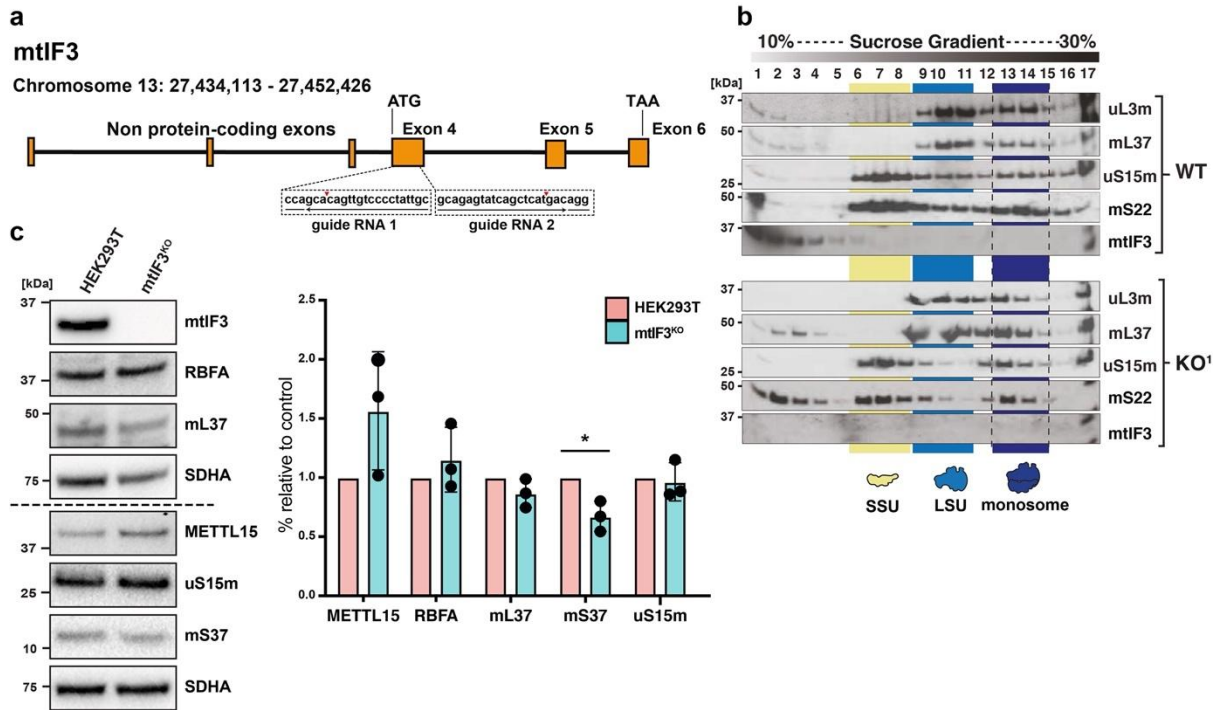 a
mtIF3
Chromosome 13: 27,434,113 - 27,452,426
ATG
TAA
Non protein-coding exons
Exon 4
Exon 5
Exon 6
ccagcacagttgtcccctattgc
gcagagtatcagctcatgacagg
guide RNA 1
guide RNA 2
b
10%------ Sucrose Gradient -----30%
1 2 3 4 5 6 7 8 9 10 11 12 13 14 15 16 17
[kDa]
37
uL3m
50
mL37
uS15m
25
50
mS22
37
mtIF3
WT
37
uL3m
50
mL37
uS15m
25
50
mS22
37
mtIF3
KO¹
SSU
LSU
monosome
c
HEK293T
mtIF3ᴷᴼ
[kDa]
37
mtIF3
RBFA
37
50
mL37
SDHA
75
METTL15
37
uS15m
25
mS37
10
75
SDHA
HEK293T
mtIF3ᴷᴼ
% relative to control
2.5
2.0
1.5
1.0
0.5
0.0
*
METTL15
RBFA
mL37
mS37
uS15m